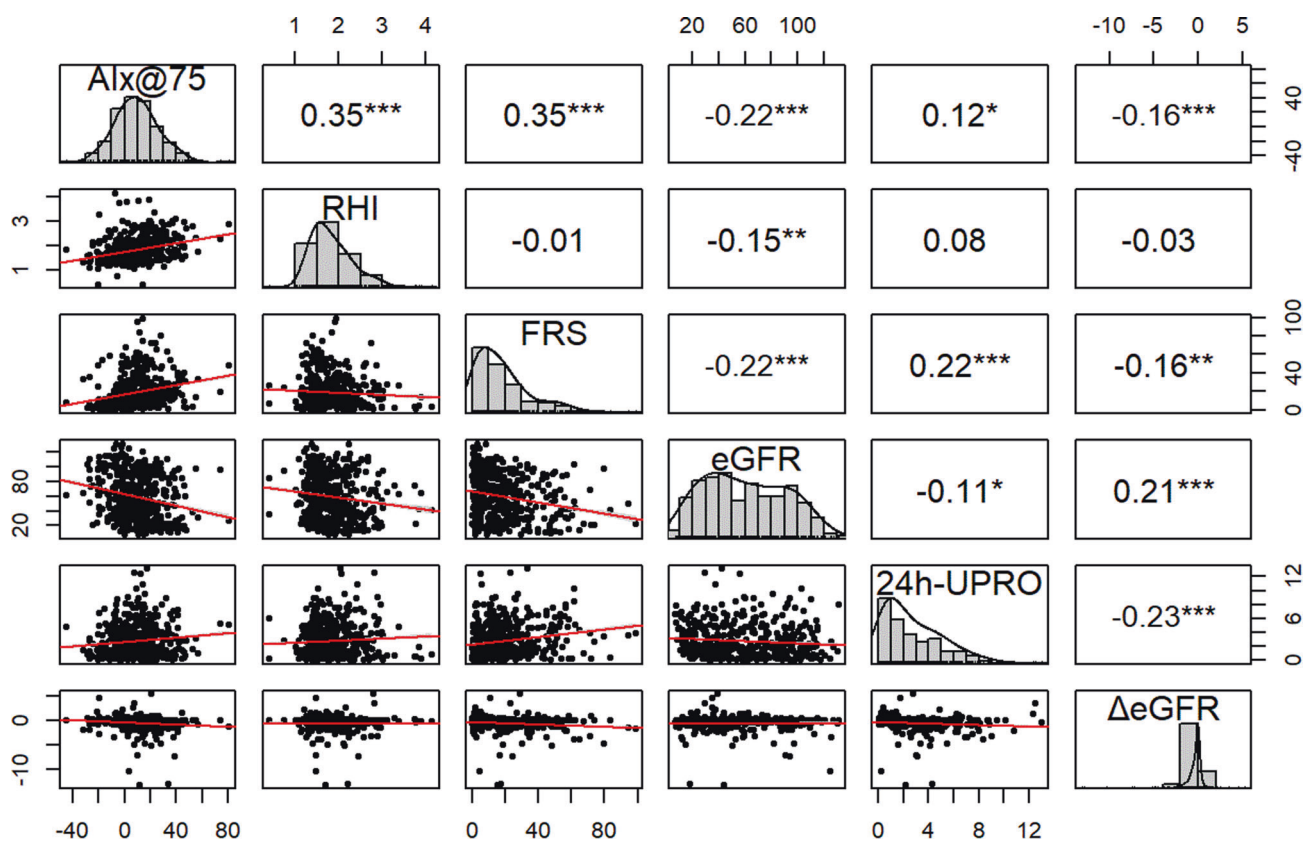 1 2 3 4 20 60 100 -10 -5 0 5
AIx@75 0.35*** 0.35*** -0.22*** 0.12* -0.16*** -40 40
1 3 RHI -0.01 -0.15** 0.08 -0.03
FRS -0.22*** 0.22*** -0.16** 0 40 100
20 80 eGFR -0.11* 0.21***
24h-UPRO -0.23*** 0 6 12
-10 0 ΔeGFR
-40 0 40 80 0 40 80 0 4 8 12